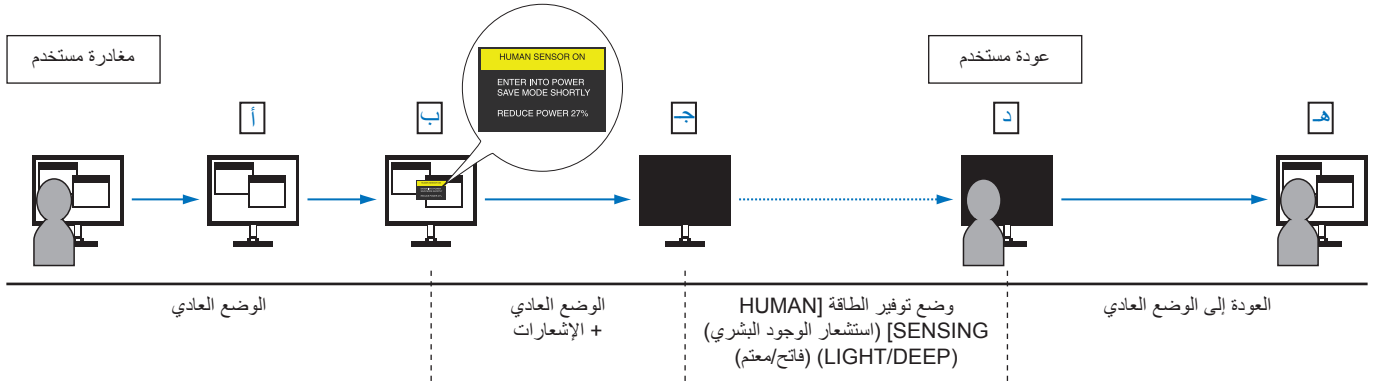 مغادرة مستخدم
عودة مستخدم
HUMAN SENSOR ON
ENTER INTO POWER
SAVE MODE SHORTLY
REDUCE POWER 27%
أ
ب
جـ
د
هـ
الوضع العادي
الوضع العادي
+ الإشعارات
وضع توفير الطاقة [HUMAN
SENSING] (استشعار الوجود البشري)
(LIGHT/DEEP) (فاتح/معتم)
العودة إلى الوضع العادي